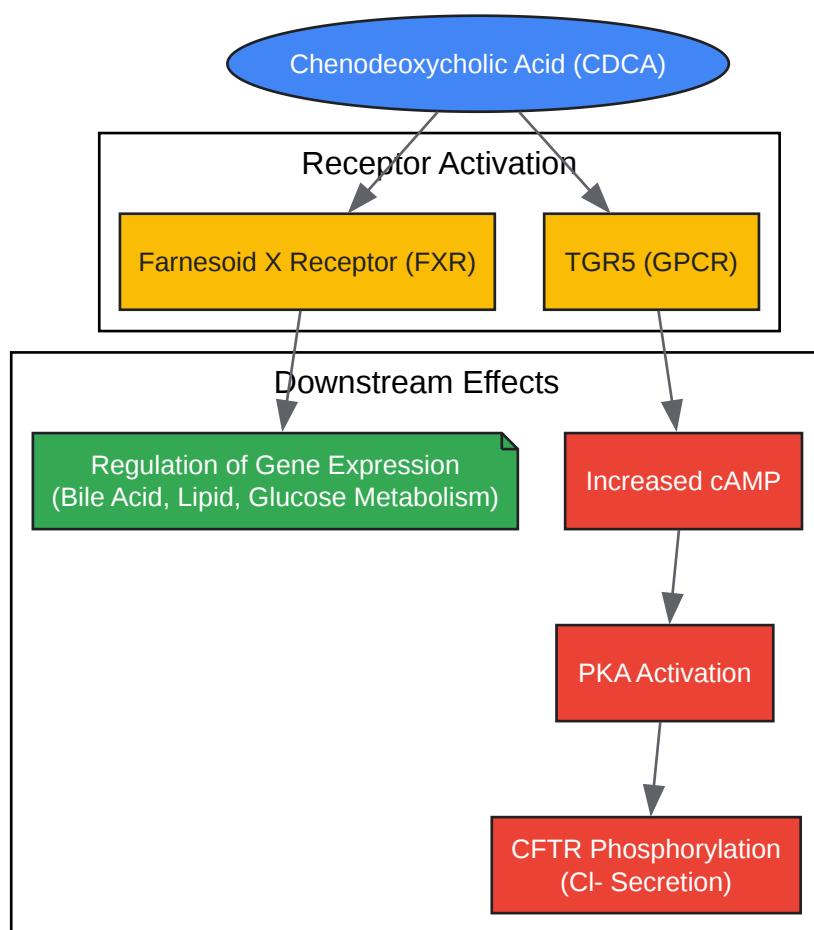 Chenodeoxycholic Acid (CDCA)
Receptor Activation
Farnesoid X Receptor (FXR)
TGR5 (GPCR)
Downstream Effects
Regulation of Gene Expression
(Bile Acid, Lipid, Glucose Metabolism)
Increased cAMP
PKA Activation
CFTR Phosphorylation
(Cl- Secretion)